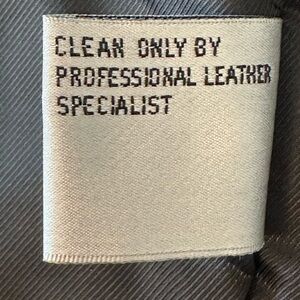 CLEAN ONLY BY
PROFESSIONAL LEATHER
SPECIALIST